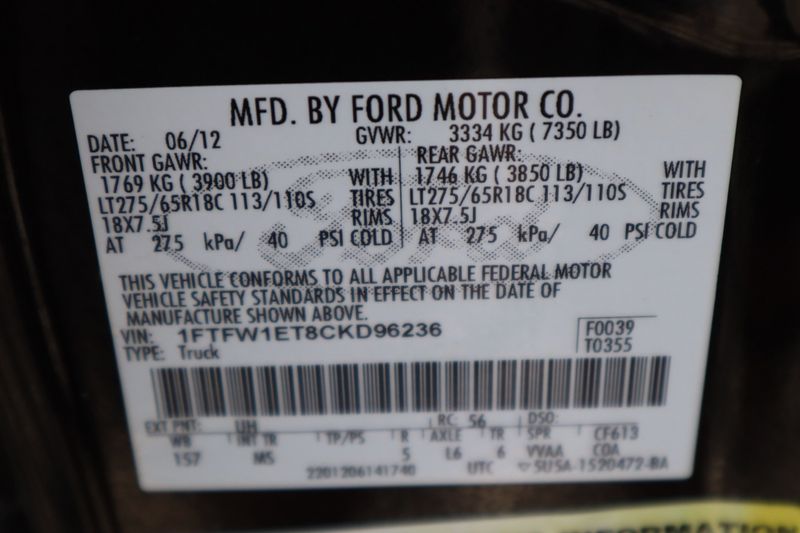 MFD. BY FORD MOTOR CO.
DATE: 06/12 GVWR: 3334 KG ( 7350 LB)
FRONT GAWR: REAR GAWR:
1769 KG ( 3900 LB) WITH 1746 KG ( 3850 LB) WITH
LT275/65R18C 113/110S TIRES LT275/65R18C 113/110S TIRES
18X7.5J RIMS 18X7.5J RIMS
AT 275 kPa/ 40 PSI COLD AT 275 kPa/ 40 PSI COLD
THIS VEHICLE CONFORMS TO ALL APPLICABLE FEDERAL MOTOR
VEHICLE SAFETY STANDARDS IN EFFECT ON THE DATE OF
MANUFACTURE SHOWN ABOVE.
VIN: 1FTFW1ET8CKD96236 F0039
TYPE: Truck T0355
EXT PNT: UH RC: 56 DSO:
WB INT TR TP/PS R AXLE TR SPR CF613
157 MS 5 L6 6 VVAA COA
2201206141740 UTC 5U5A-1520472-BA
INFORMATION